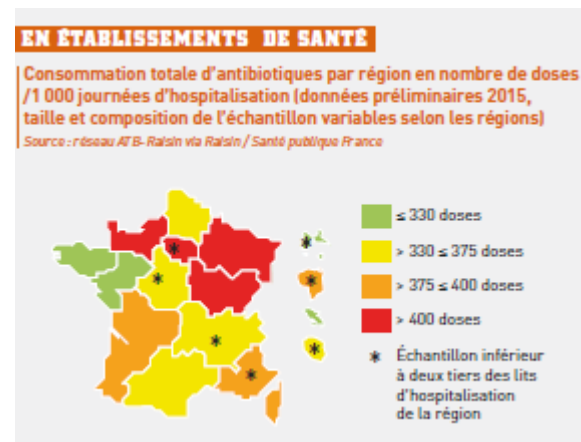 EN ÉTABLISSEMENTS DE SANTÉ
Consommation totale d'antibiotiques par région en nombre de doses
/1 000 journées d'hospitalisation (données préliminaires 2015,
taille et composition de l'échantillon variables selon les régions)
Source : réseau ATB-Raisin via Raisin / Santé publique France
≤ 330 doses
> 330 ≤ 375 doses
> 375 ≤ 400 doses
> 400 doses
* Échantillon inférieur
à deux tiers des lits
d'hospitalisation
de la région